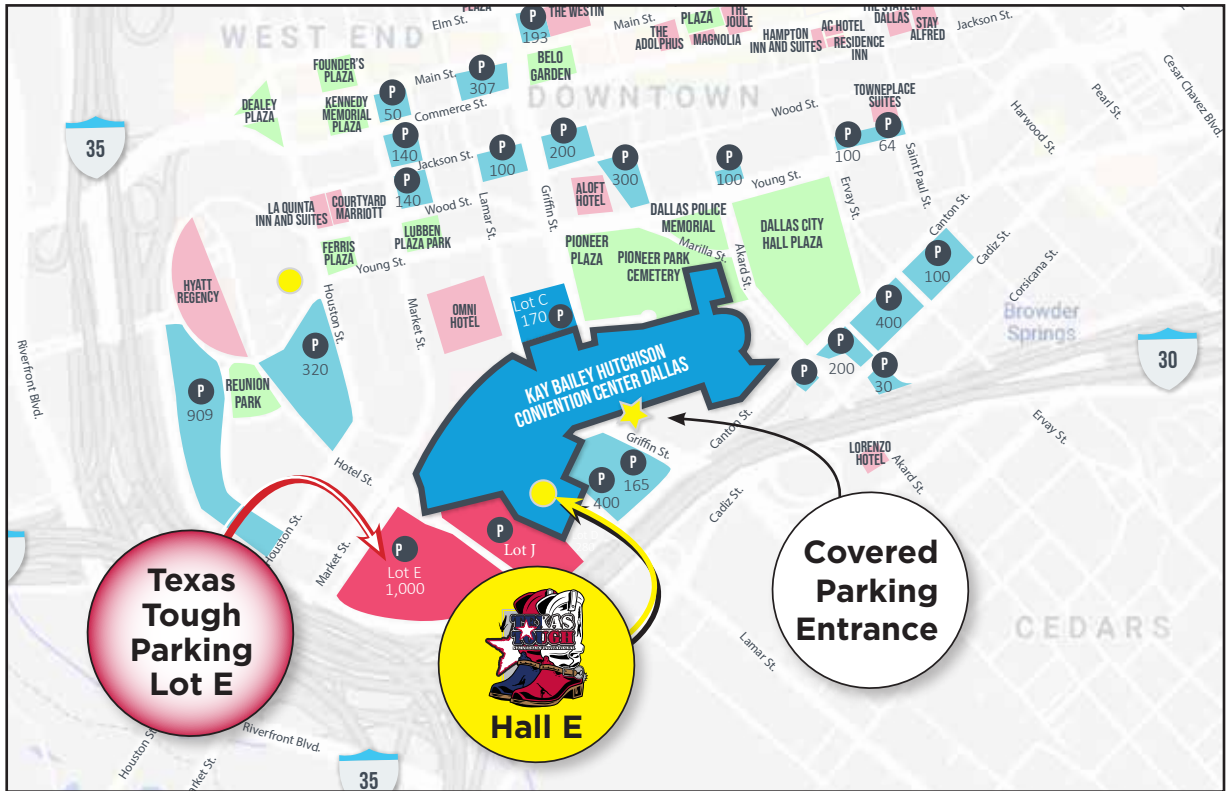 PLAZA
THE WESTIN
Elm St.
P
193
Main St.
THE
ADOLPHUS
PLAZA
MAGNOLIA
THE
JOULE
HAMPTON
INN AND SUITES
AC HOTEL
RESIDENCE
INN
DALLAS
STAY
ALFRED
Jackson St.
WEST END
FOUNDER'S
PLAZA
Main St.
P
307
BELO
GARDEN
DOWNTOWN
DEALEY
PLAZA
KENNEDY
MEMORIAL
PLAZA
P
50
Commerce St.
Wood St.
TOWNEPLACE
SUITES
Harwood St.
Pearl St.
Cesar Chavez Blvd.
35
P
140
Jackson St.
P
100
P
200
P
300
P
100
P
100
P
64
Saint Paul St.
Young St.
Ervay St.
LA QUINTA
INN AND SUITES
COURTYARD
MARRIOTT
P
140
Wood St.
Lamar St.
Griffin St.
ALOFT
HOTEL
DALLAS POLICE
MEMORIAL
Marilla St.
Akard St.
DALLAS CITY
HALL PLAZA
Canton St.
Cadiz St.
Corsicana St.
FERRIS
PLAZA
Young St.
LUBBEN
PLAZA PARK
PIONEER
PLAZA
PIONEER PARK
CEMETERY
P
100
HYATT
REGENCY
Houston St.
Market St.
OMNI
HOTEL
Lot C
170
P
P
400
Browder
Springs
Riverfront Blvd.
P
320
KAY BAILEY HUTCHISON
CONVENTION CENTER DALLAS
P
P
200
P
30
30
P
909
REUNION
PARK
Hotel St.
Griffin St.
Canton St.
Ervay St.
LORENZO
HOTEL
Akard St.
P
400
P
165
Cadiz St.
Houston St.
Market St.
P
Lot E
1,000
P
Lot J
Texas
Tough
Parking
Lot E
TEXAS
TOUGH
Hall E
Covered
Parking
Entrance
CEDARS
Lamar St.
Riverfront Blvd.
Houston St.
35